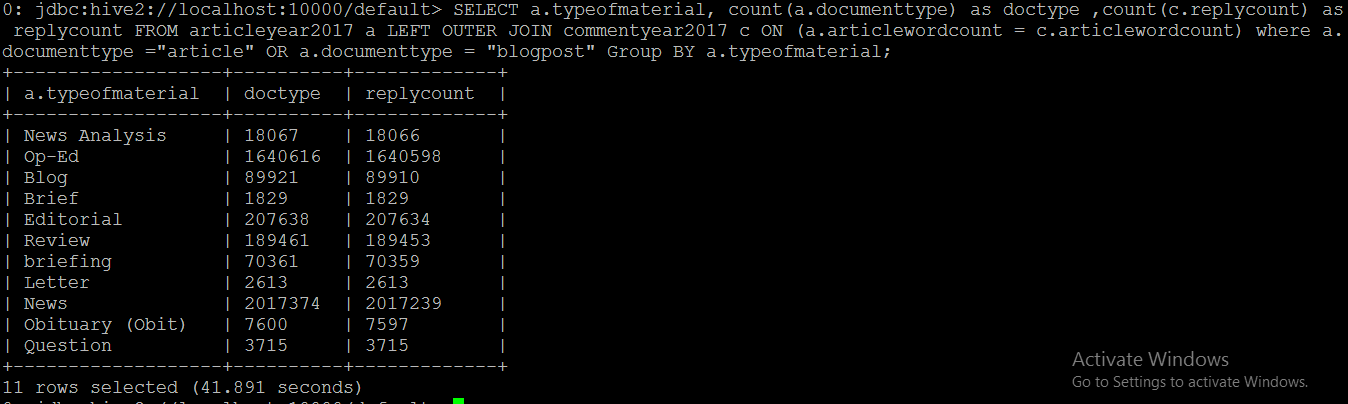 0: jdbc:hive2://localhost:10000/default> SELECT a.typeofmaterial, count(a.documenttype) as doctype ,count(c.replycount) as
 replycount FROM articleyear2017 a LEFT OUTER JOIN commentyear2017 c ON (a.articlewordcount = c.articlewordcount) where a.
documenttype ="article" OR a.documenttype = "blogpost" Group BY a.typeofmaterial;
+-------------------+----------+-------------+
| a.typeofmaterial | doctype | replycount |
+-------------------+----------+-------------+
| News Analysis | 18067 | 18066 |
| Op-Ed | 1640616 | 1640598 |
| Blog | 89921 | 89910 |
| Brief | 1829 | 1829 |
| Editorial | 207638 | 207634 |
| Review | 189461 | 189453 |
| briefing | 70361 | 70359 |
| Letter | 2613 | 2613 |
| News | 2017374 | 2017239 |
| Obituary (Obit) | 7600 | 7597 |
| Question | 3715 | 3715 |
+-------------------+----------+-------------+
11 rows selected (41.891 seconds)
Activate Windows
Go to Settings to activate Windows.